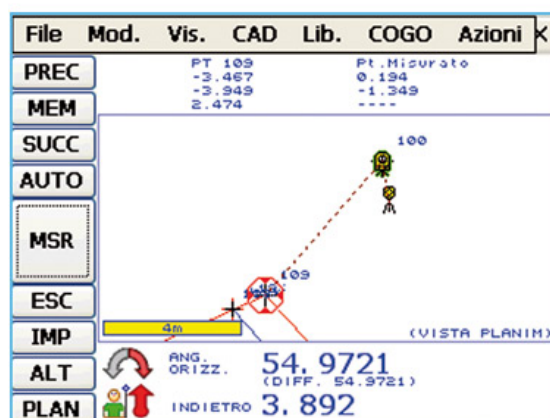 File Mod. Vis. CAD Lib. COGO Azioni ×
PREC
MEM
SUCC
AUTO
MSR
ESC
IMP
ALT
PLAN
PT 109 Pt.Misurato
-3.467 0.194
-3.949 -1.349
2.474 ----
100
109
4m
(VISTA PLANIM)
ANG. ORIZZ. 54.9721
(DIFF. 54.9721)
INDIETRO 3.892